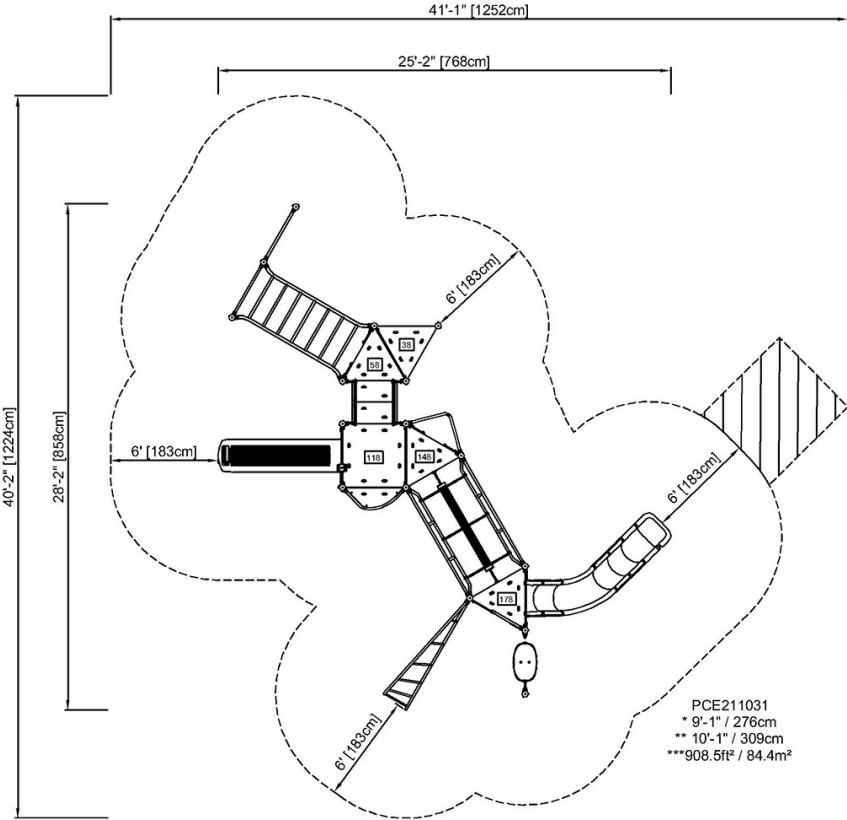 41'-1" [1252cm]
25'-2" [768cm]
40'-2" [1224cm]
28'-2" [858cm]
6' [183cm]
38
58
6' [183cm]
118
148
6' [183cm]
178
6' [183cm]
PCE211031
* 9'-1" / 276cm
** 10'-1" / 309cm
***908.5ft² / 84.4m²